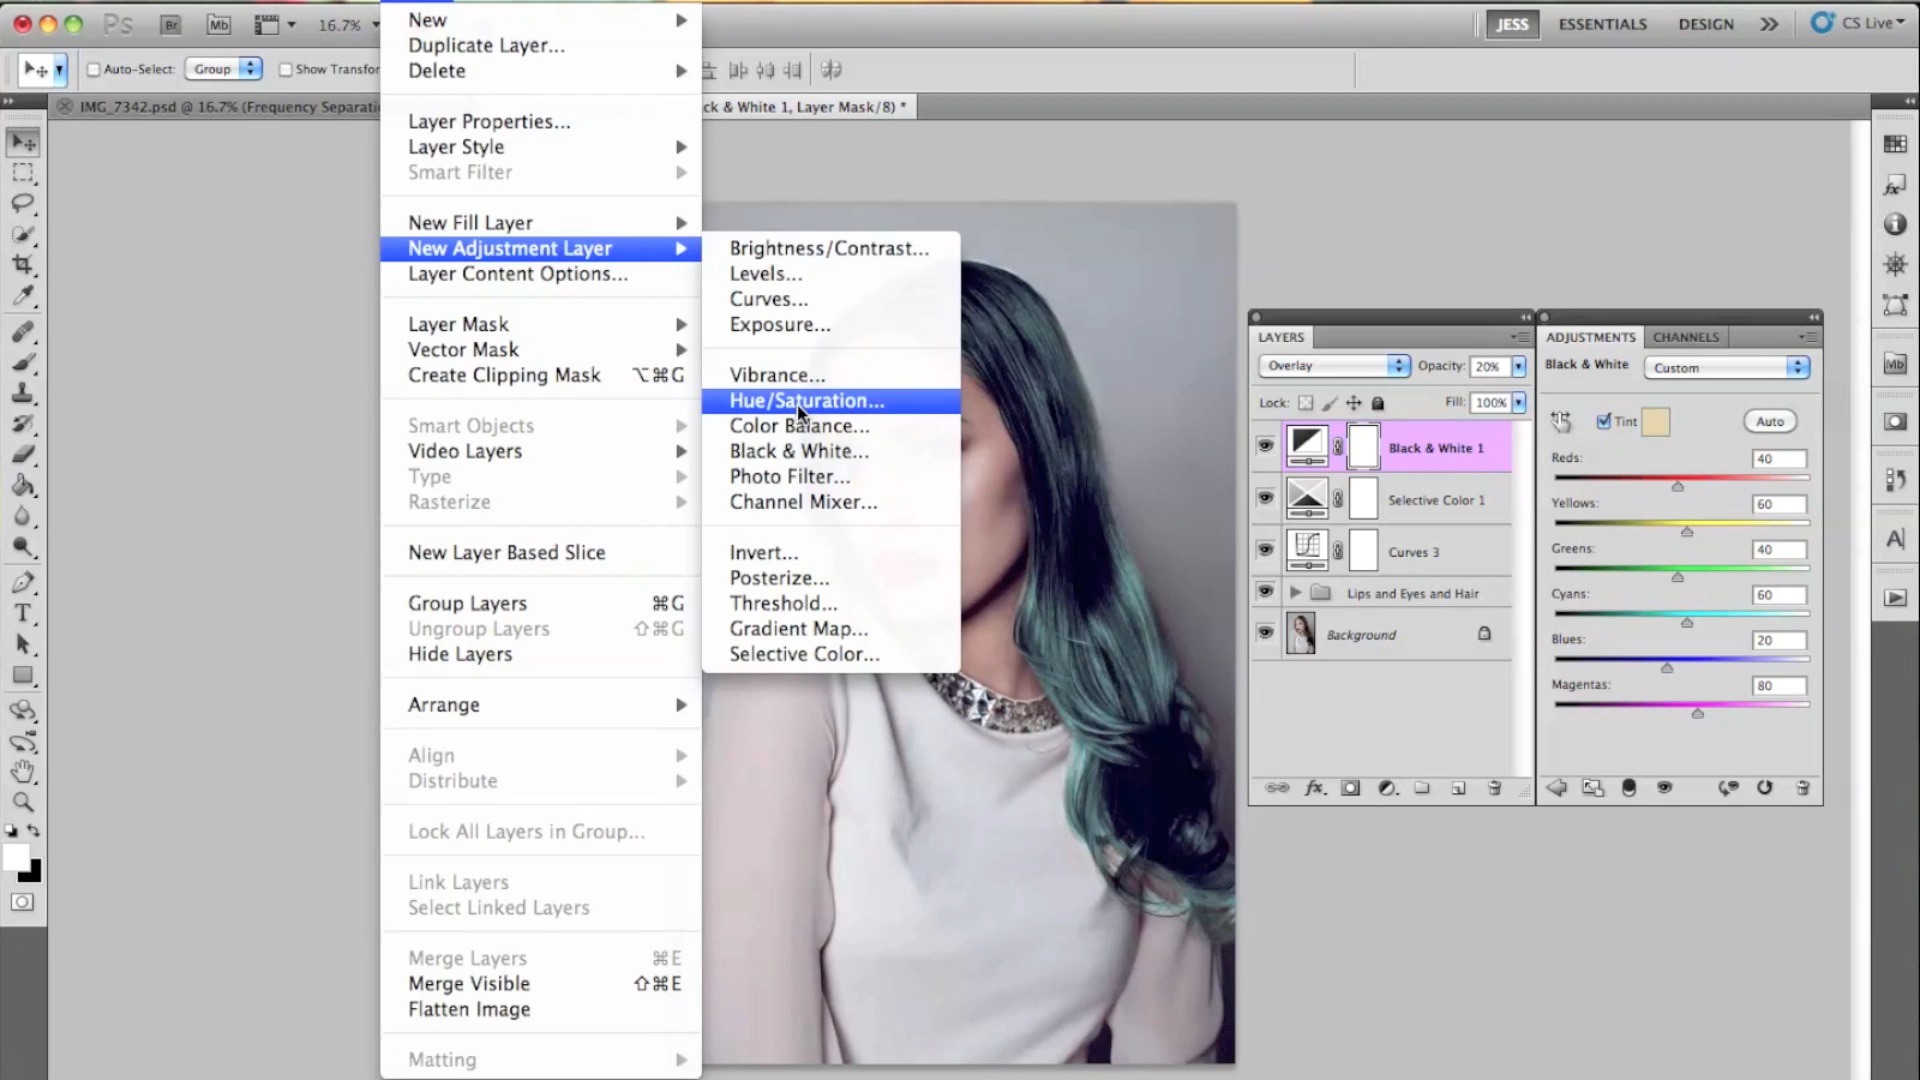 Ps
Br
Mb
16.7%
JESS
ESSENTIALS
DESIGN
CS Live
Auto-Select:
Group
Show Transfor
IMG_7342.psd @ 16.7% (Frequency Separati
ck & White 1, Layer Mask/8) *
New
Duplicate Layer...
Delete
Layer Properties...
Layer Style
Smart Filter
New Fill Layer
New Adjustment Layer
Layer Content Options...
Layer Mask
Vector Mask
Create Clipping Mask ⌥⌘G
Smart Objects
Video Layers
Type
Rasterize
New Layer Based Slice
Group Layers ⌘G
Ungroup Layers ⇧⌘G
Hide Layers
Arrange
Align
Distribute
Lock All Layers in Group...
Link Layers
Select Linked Layers
Merge Layers ⌘E
Merge Visible ⇧⌘E
Flatten Image
Matting
Brightness/Contrast...
Levels...
Curves...
Exposure...
Vibrance...
Hue/Saturation...
Color Balance...
Black & White...
Photo Filter...
Channel Mixer...
Invert...
Posterize...
Threshold...
Gradient Map...
Selective Color...
LAYERS
Overlay
Opacity: 20%
Lock:
Fill: 100%
Black & White 1
Selective Color 1
Curves 3
Lips and Eyes and Hair
Background
fx
ADJUSTMENTS
CHANNELS
Black & White
Custom
Tint
Auto
Reds: 40
Yellows: 60
Greens: 40
Cyans: 60
Blues: 20
Magentas: 80
fx
Mb
A
T